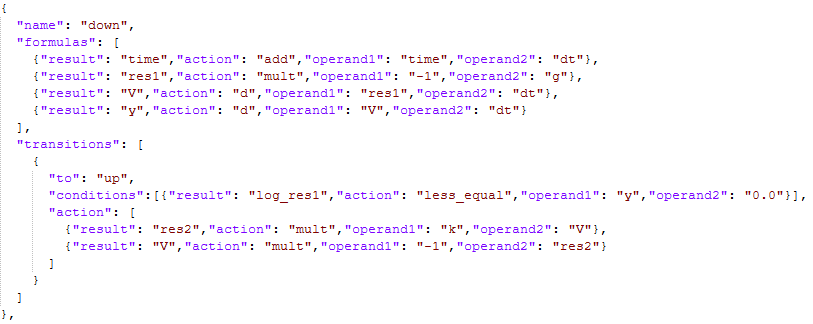 {
"name": "down",
"formulas": [
{"result": "time","action": "add","operand1": "time","operand2": "dt"},
{"result": "res1","action": "mult","operand1": "-1","operand2": "g"},
{"result": "V","action": "d","operand1": "res1","operand2": "dt"},
{"result": "y","action": "d","operand1": "V","operand2": "dt"}
],
"transitions": [
{
"to": "up",
"conditions":[{"result": "log_res1","action": "less_equal","operand1": "y","operand2": "0.0"}],
"action": [
{"result": "res2","action": "mult","operand1": "k","operand2": "V"},
{"result": "V","action": "mult","operand1": "-1","operand2": "res2"}
]
}
]
},